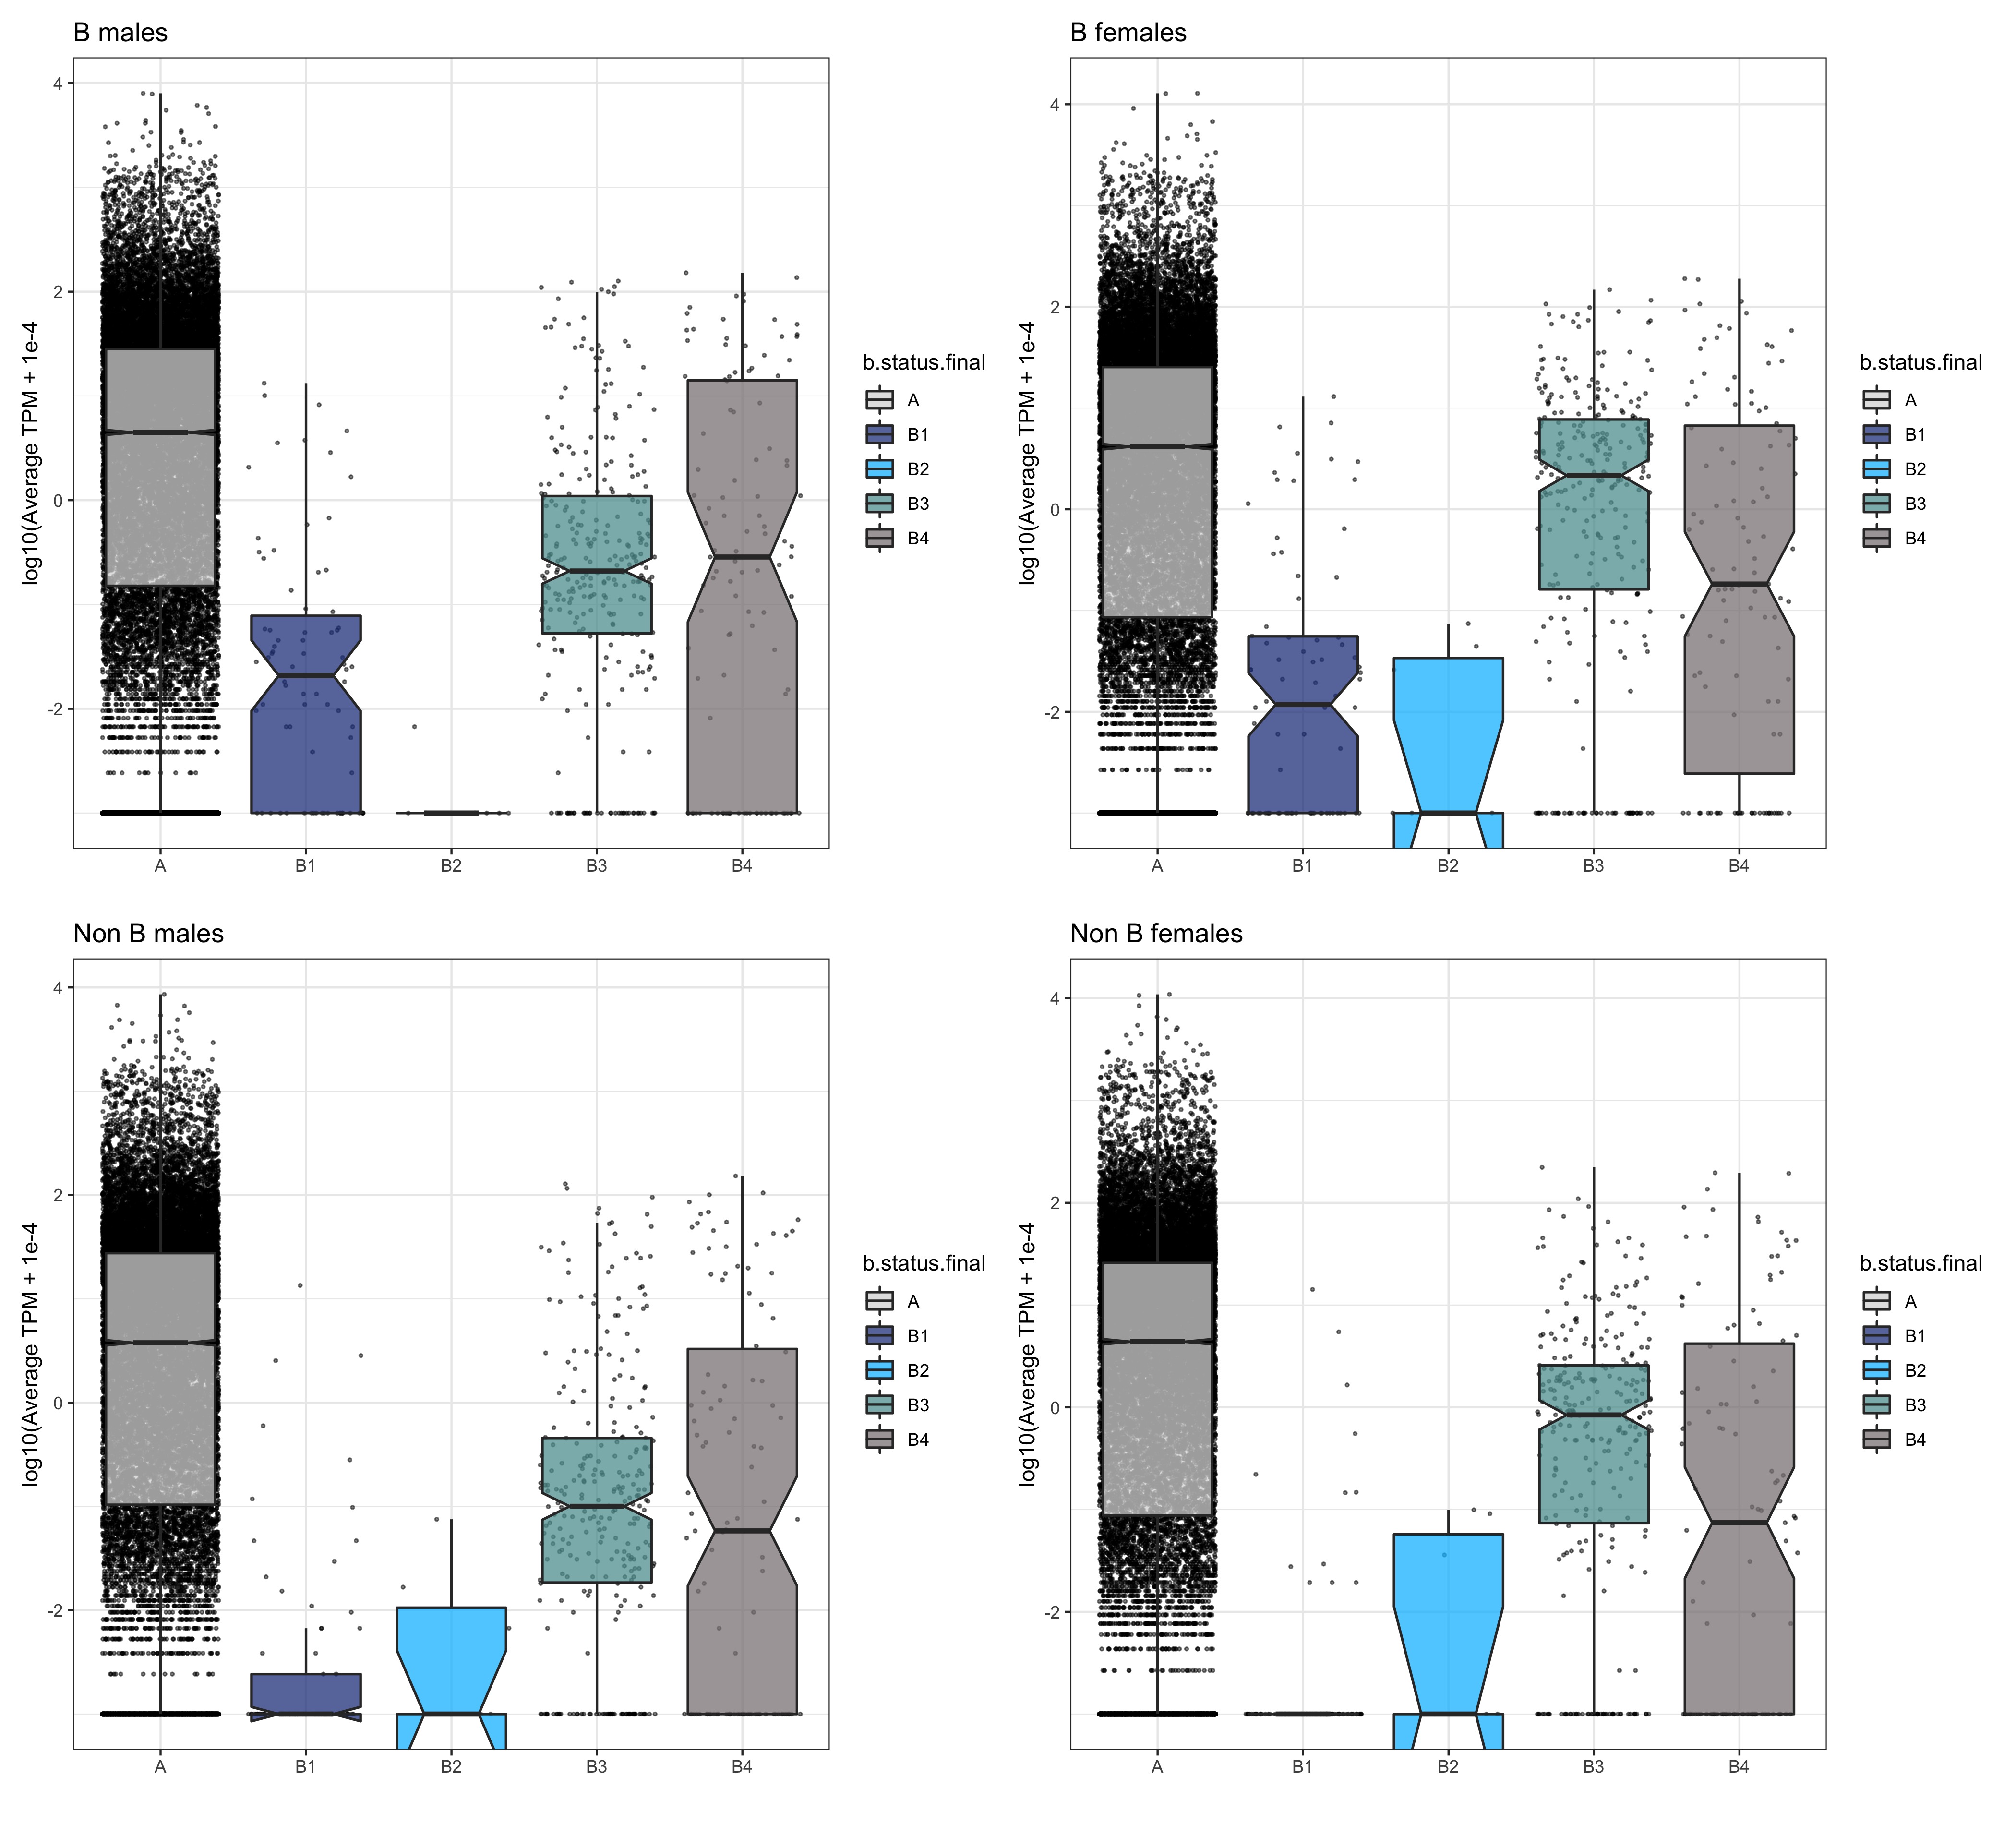 B males
log10(Average TPM + 1e-4
4
2
0
-2
A B1 B2 B3 B4
b.status.final
A
B1
B2
B3
B4
B females
log10(Average TPM + 1e-4
4
2
0
-2
A B1 B2 B3 B4
b.status.final
A
B1
B2
B3
B4
Non B males
log10(Average TPM + 1e-4
4
2
0
-2
A B1 B2 B3 B4
b.status.final
A
B1
B2
B3
B4
Non B females
log10(Average TPM + 1e-4
4
2
0
-2
A B1 B2 B3 B4
b.status.final
A
B1
B2
B3
B4